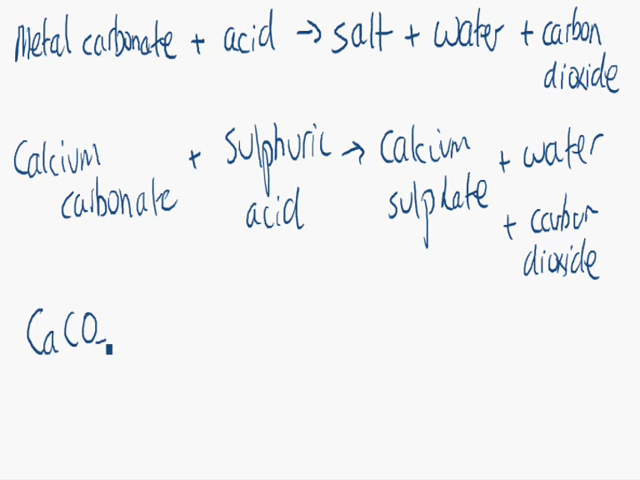 Metal carbonate + acid → salt + water + carbon
dioxide
Calcium + sulphuric → calcium + water
carbonate acid sulphate + carbon
dioxide
CaCO